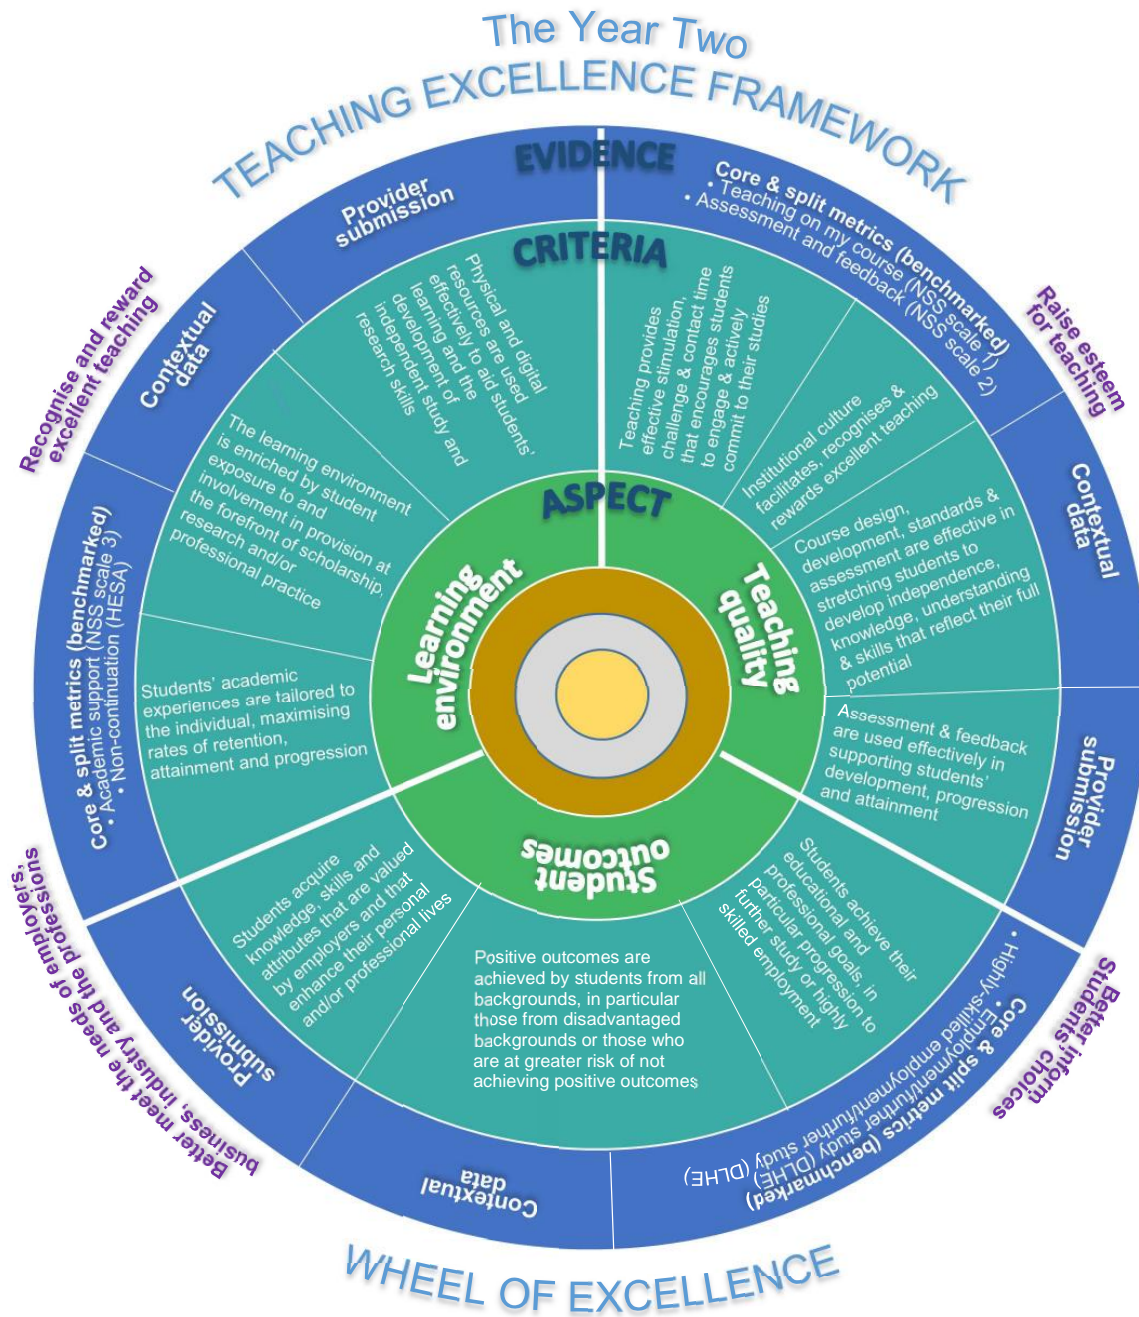 The Year Two
TEACHING EXCELLENCE FRAMEWORK
EVIDENCE
CRITERIA
ASPECT
Teaching
quality
Learning
environment
Student
outcomes
Core & split metrics (benchmarked)
• Teaching on my course (NSS scale 1)
• Assessment and feedback (NSS scale 2)
Contextual
data
Provider
submission
Teaching provides
effective stimulation,
challenge & contact time
that encourages students
to engage & actively
commit to their studies
Institutional culture
facilitates, recognises &
rewards excellent teaching
Course design,
development, standards &
assessment are effective in
stretching students to
develop independence,
knowledge, understanding
& skills that reflect their full
potential
Assessment & feedback
are used effectively in
supporting students'
development, progression
and attainment
Core & split metrics (benchmarked)
• Employment/further study (DLHE)
• Highly-skilled employment/further study (DLHE)
Contextual
data
Provider
submission
Students achieve their
educational and
professional goals, in
particular progression to
further study or highly
skilled employment
Positive outcomes are
achieved by students from all
backgrounds, in particular
those from disadvantaged
backgrounds or those who
are at greater risk of not
achieving positive outcomes
Students acquire
knowledge, skills and
attributes that are valued
by employers and that
enhance their personal
and/or professional lives
Core & split metrics (benchmarked)
• Academic support (NSS scale 3)
• Non-continuation (HESA)
Contextual
data
Provider
submission
Students' academic
experiences are tailored to
the individual, maximising
rates of retention,
attainment and progression
The learning environment
is enriched by student
exposure to and
involvement in provision at
the forefront of scholarship,
research and/or
professional practice
Physical and digital
resources are used
effectively to aid students'
learning and the
development of
independent study and
research skills
Raise esteem
for teaching
Better inform
Students' choices
Better meet the needs of employers,
business, industry and the professions
Recognise and reward
excellent teaching
WHEEL OF EXCELLENCE